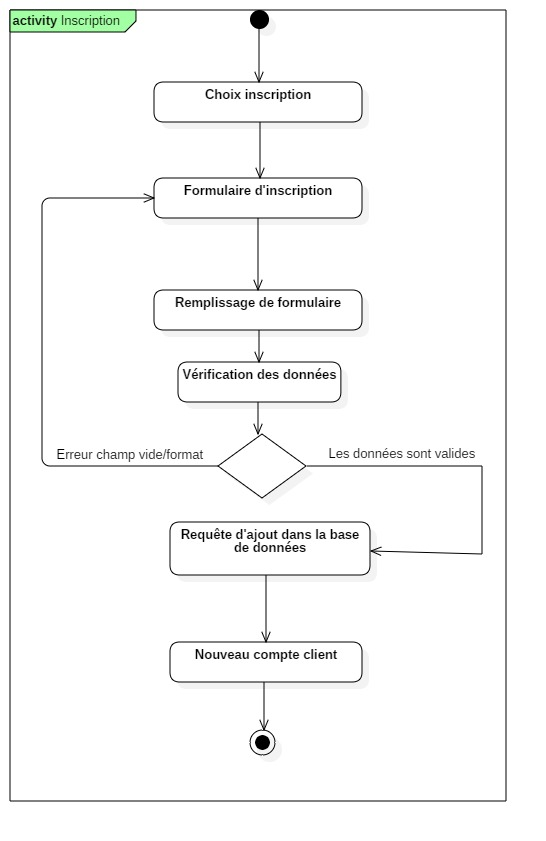 activity Inscription
Choix inscription
Formulaire d'inscription
Remplissage de formulaire
Vérification des données
Erreur champ vide/format
Les données sont valides
Requête d'ajout dans la base
de données
Nouveau compte client